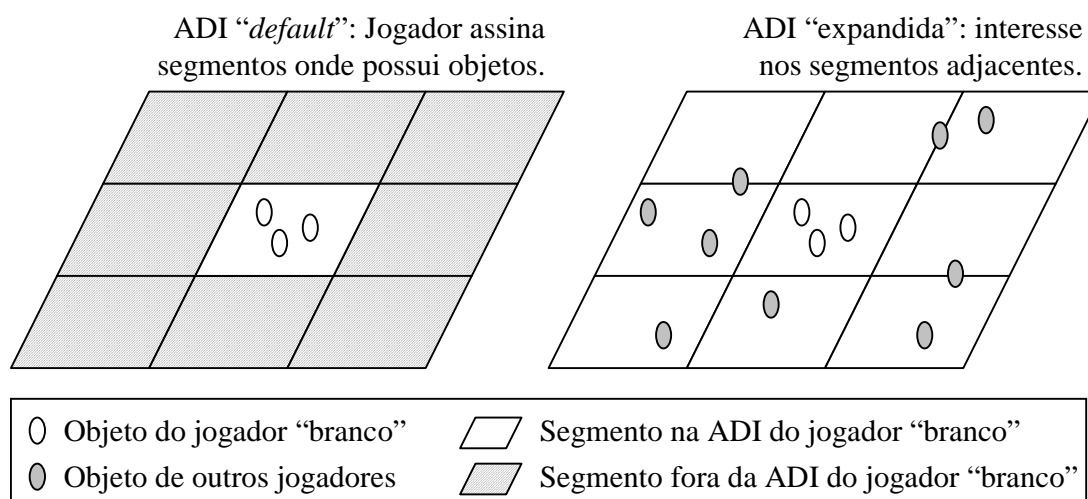 ADI “default”: Jogador assina
segmentos onde possui objetos.
ADI “expandida”: interesse
nos segmentos adjacentes.
Objeto do jogador “branco”
Segmento na ADI do jogador “branco”
Objeto de outros jogadores
Segmento fora da ADI do jogador “branco”